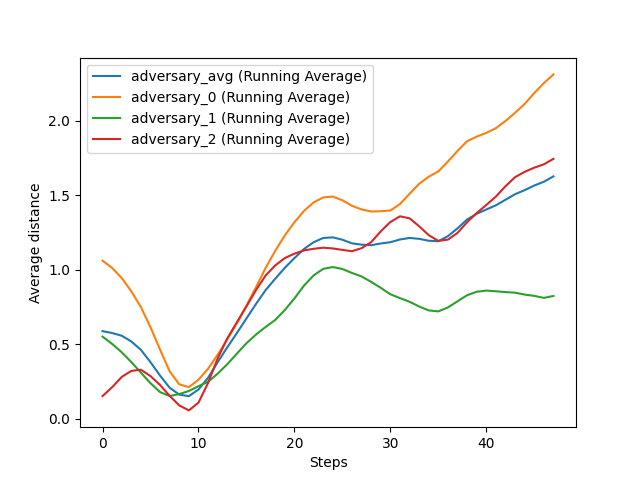 adversary_avg (Running Average)
adversary_0 (Running Average)
adversary_1 (Running Average)
adversary_2 (Running Average)
2.0
1.5
1.0
0.5
0.0
Average distance
0 10 20 30 40
Steps